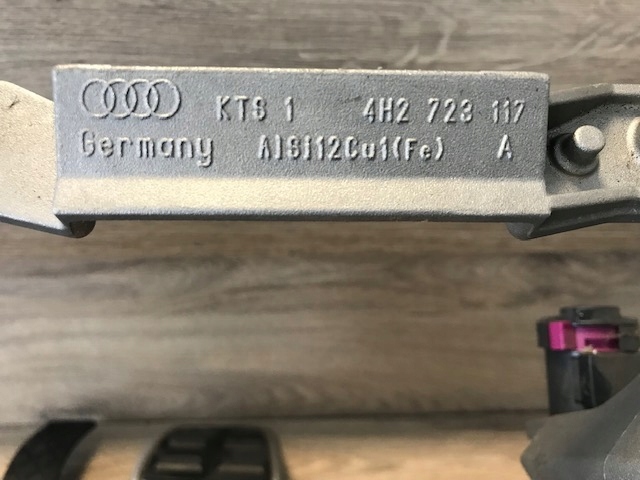 KTS 1 4H2 723 117
Germany AlSi12Cu1(Fe) A